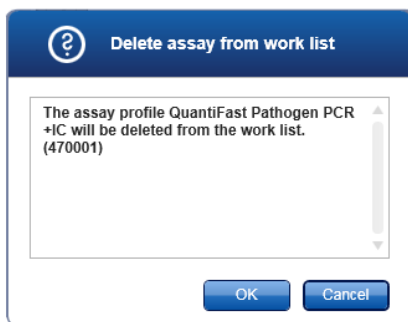 Delete assay from work list
The assay profile QuantiFast Pathogen PCR
+IC will be deleted from the work list.
(470001)
OK Cancel